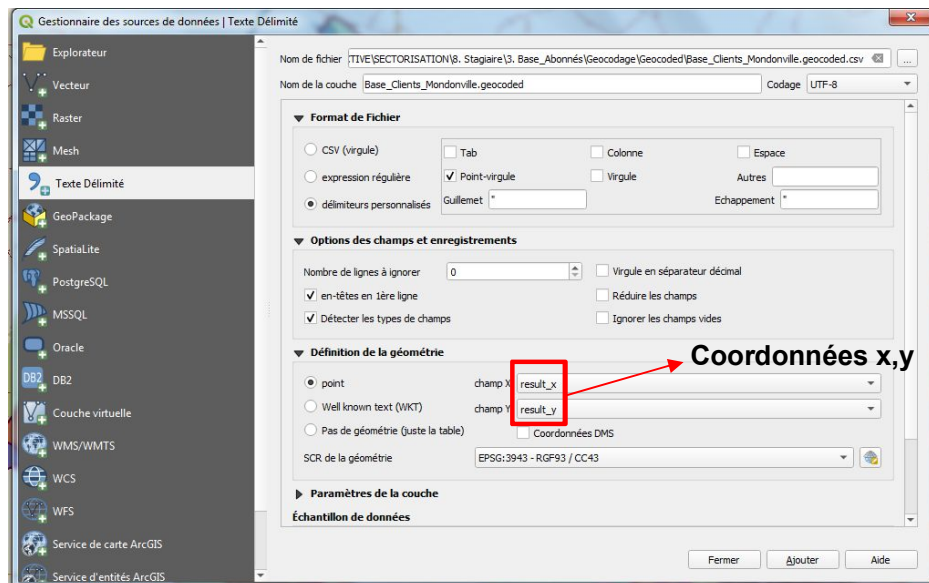 Gestionnaire des sources de données | Texte Délimité
Explorateur
Vecteur
Raster
Mesh
Texte Délimité
GeoPackage
SpatiaLite
PostgreSQL
MSSQL
Oracle
DB2 DB2
Couche virtuelle
WMS/WMTS
WCS
WFS
Service de carte ArcGIS
Service d'entités ArcGIS
Nom de fichier TIVE\SECTORISATION\8. Stagiaire\3. Base_Abonnés\Geocodage\Geocoded\Base_Clients_Mondonville.geocoded.csv ...
Nom de la couche Base_Clients_Mondonville.geocoded Codage UTF-8
Format de Fichier
CSV (virgule) Tab Colonne Espace
expression régulière Point-virgule Virgule Autres
délimiteurs personnalisés Guillemet " Echappement "
Options des champs et enregistrements
Nombre de lignes à ignorer 0 Virgule en séparateur décimal
en-têtes en 1ère ligne Réduire les champs
Détecter les types de champs Ignorer les champs vides
Définition de la géométrie
Coordonnées x,y
point champ X result_x
Well known text (WKT) champ Y result_y
Pas de géométrie (juste la table) Coordonnées DMS
SCR de la géométrie EPSG:3943 - RGF93 / CC43
Paramètres de la couche
Échantillon de données
Fermer Ajouter Aide